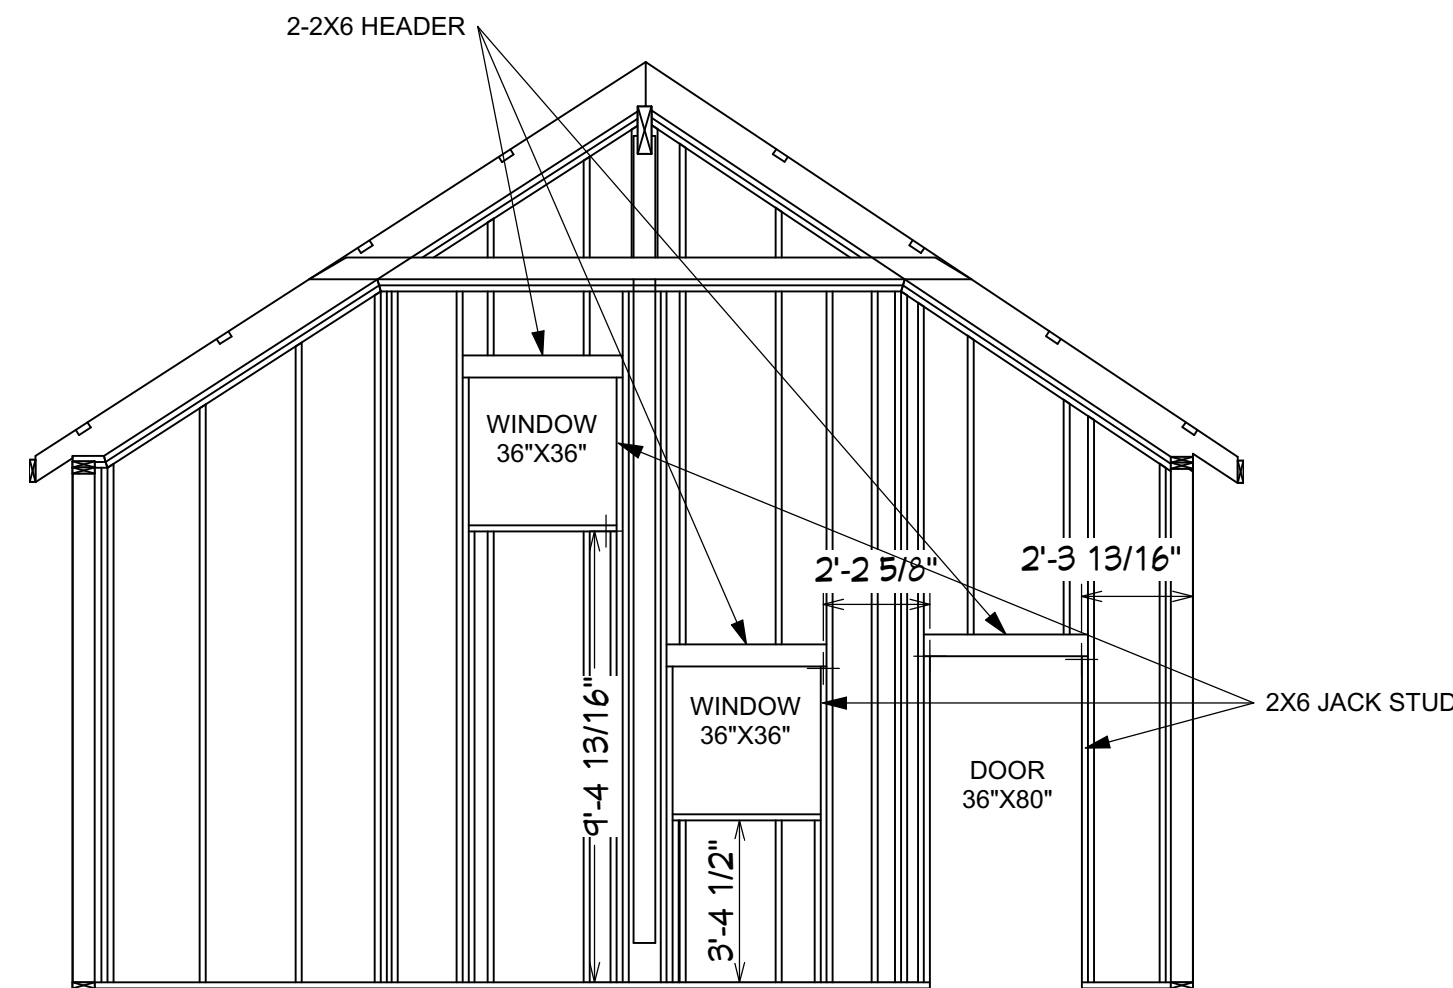 2-2X6 HEADER
WINDOW
36"X36"
2'-2 5/8"
2'-3 13/16"
9'-4 13/16"
WINDOW
36"X36"
2X6 JACK STUD
DOOR
36"X80"
3'-4 1/2"